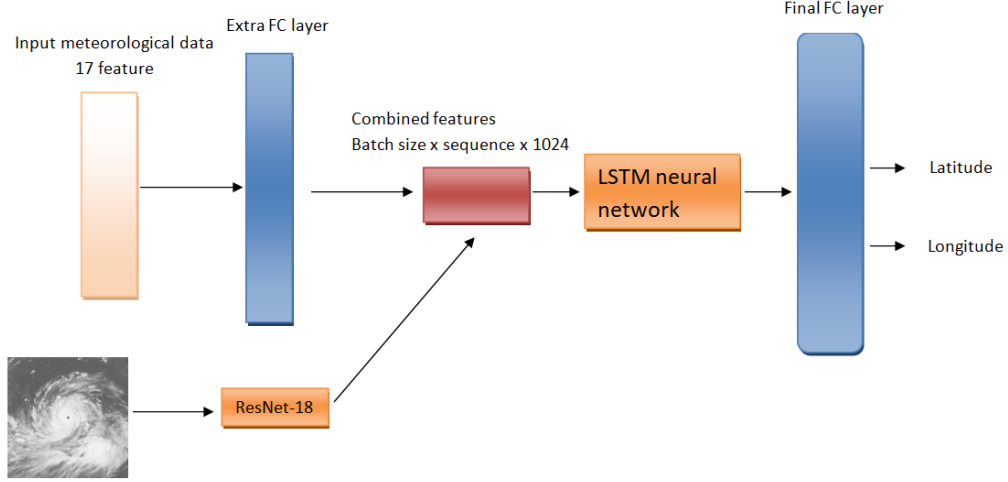 Input meteorological data
17 feature
Extra FC layer
Combined features
Batch size x sequence x 1024
LSTM neural
network
Final FC layer
Latitude
Longitude
ResNet-18